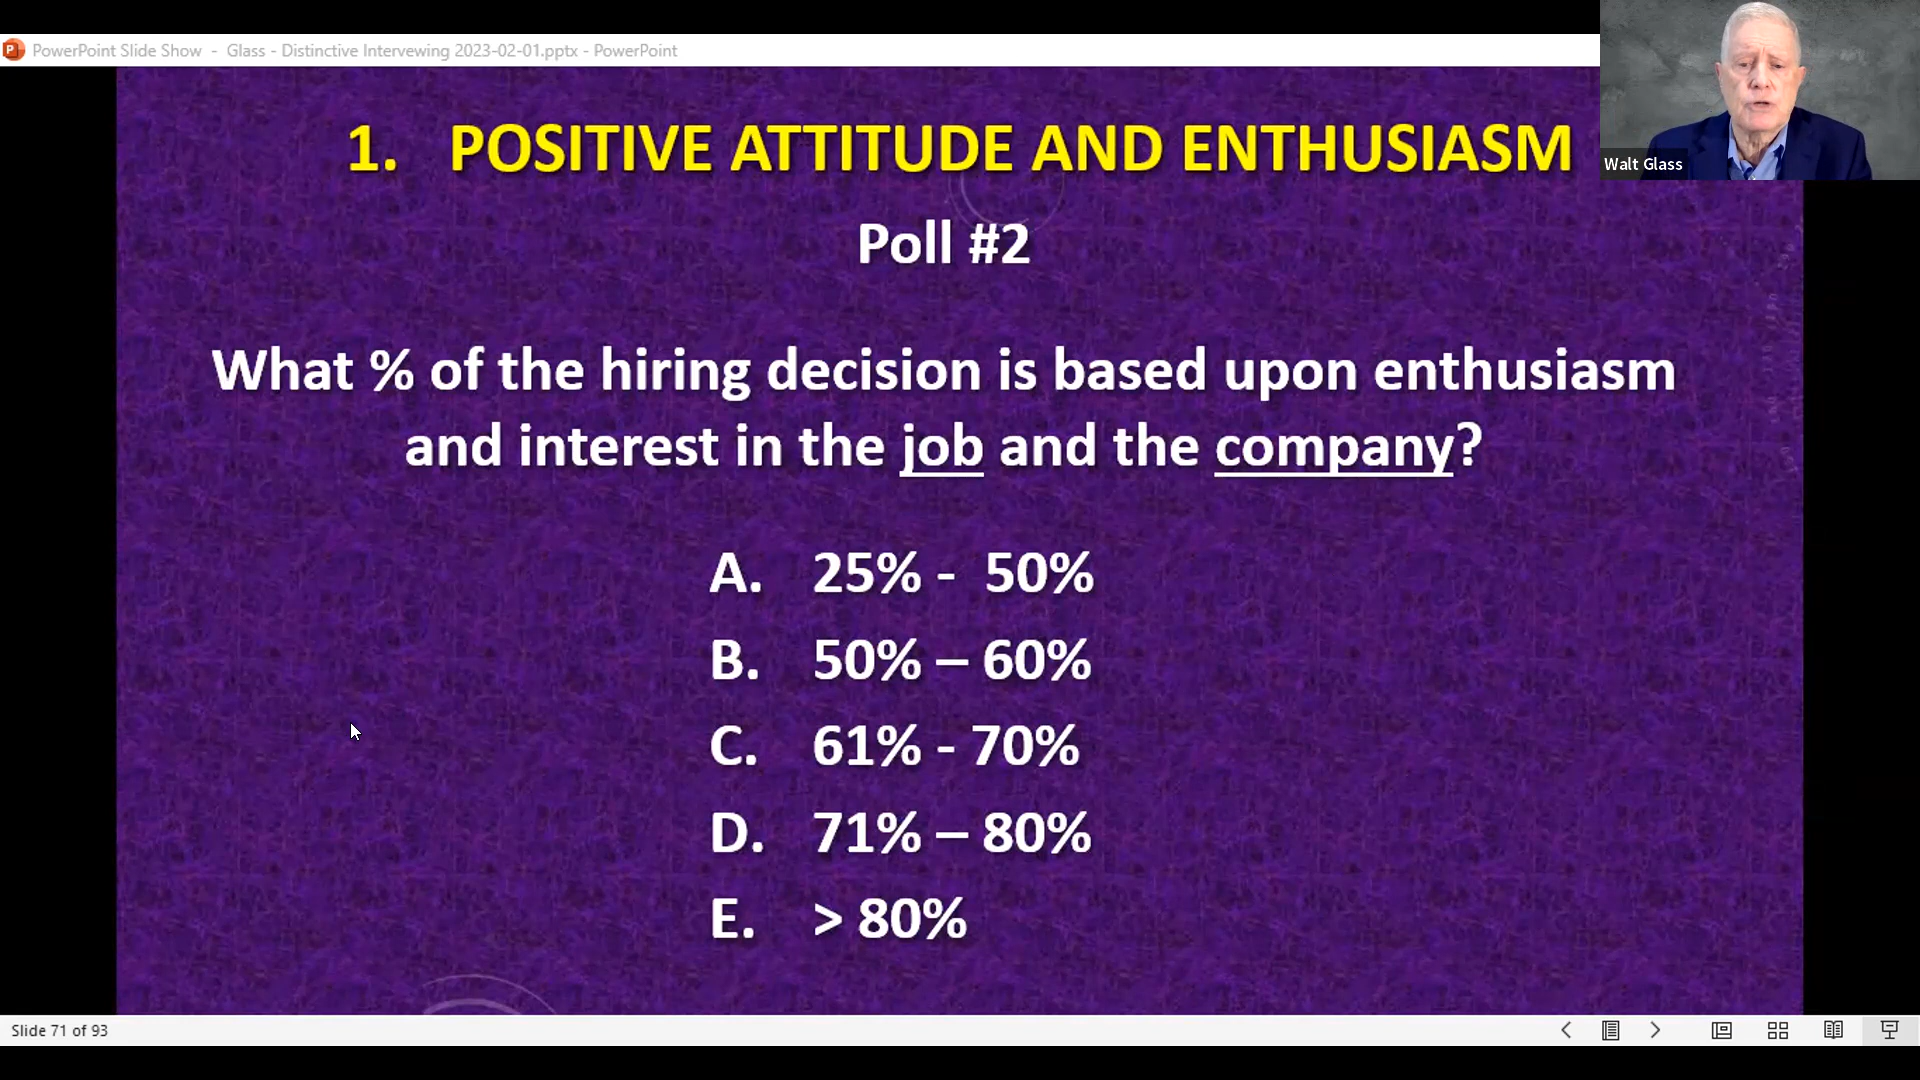 PowerPoint Slide Show - Glass - Distinctive Intervewing 2023-02-01.pptx - PowerPoint
Walt Glass
1. POSITIVE ATTITUDE AND ENTHUSIASM
Poll #2
What % of the hiring decision is based upon enthusiasm
and interest in the job and the company?
A. 25% - 50%
B. 50% – 60%
C. 61% - 70%
D. 71% – 80%
E. > 80%
Slide 71 of 93